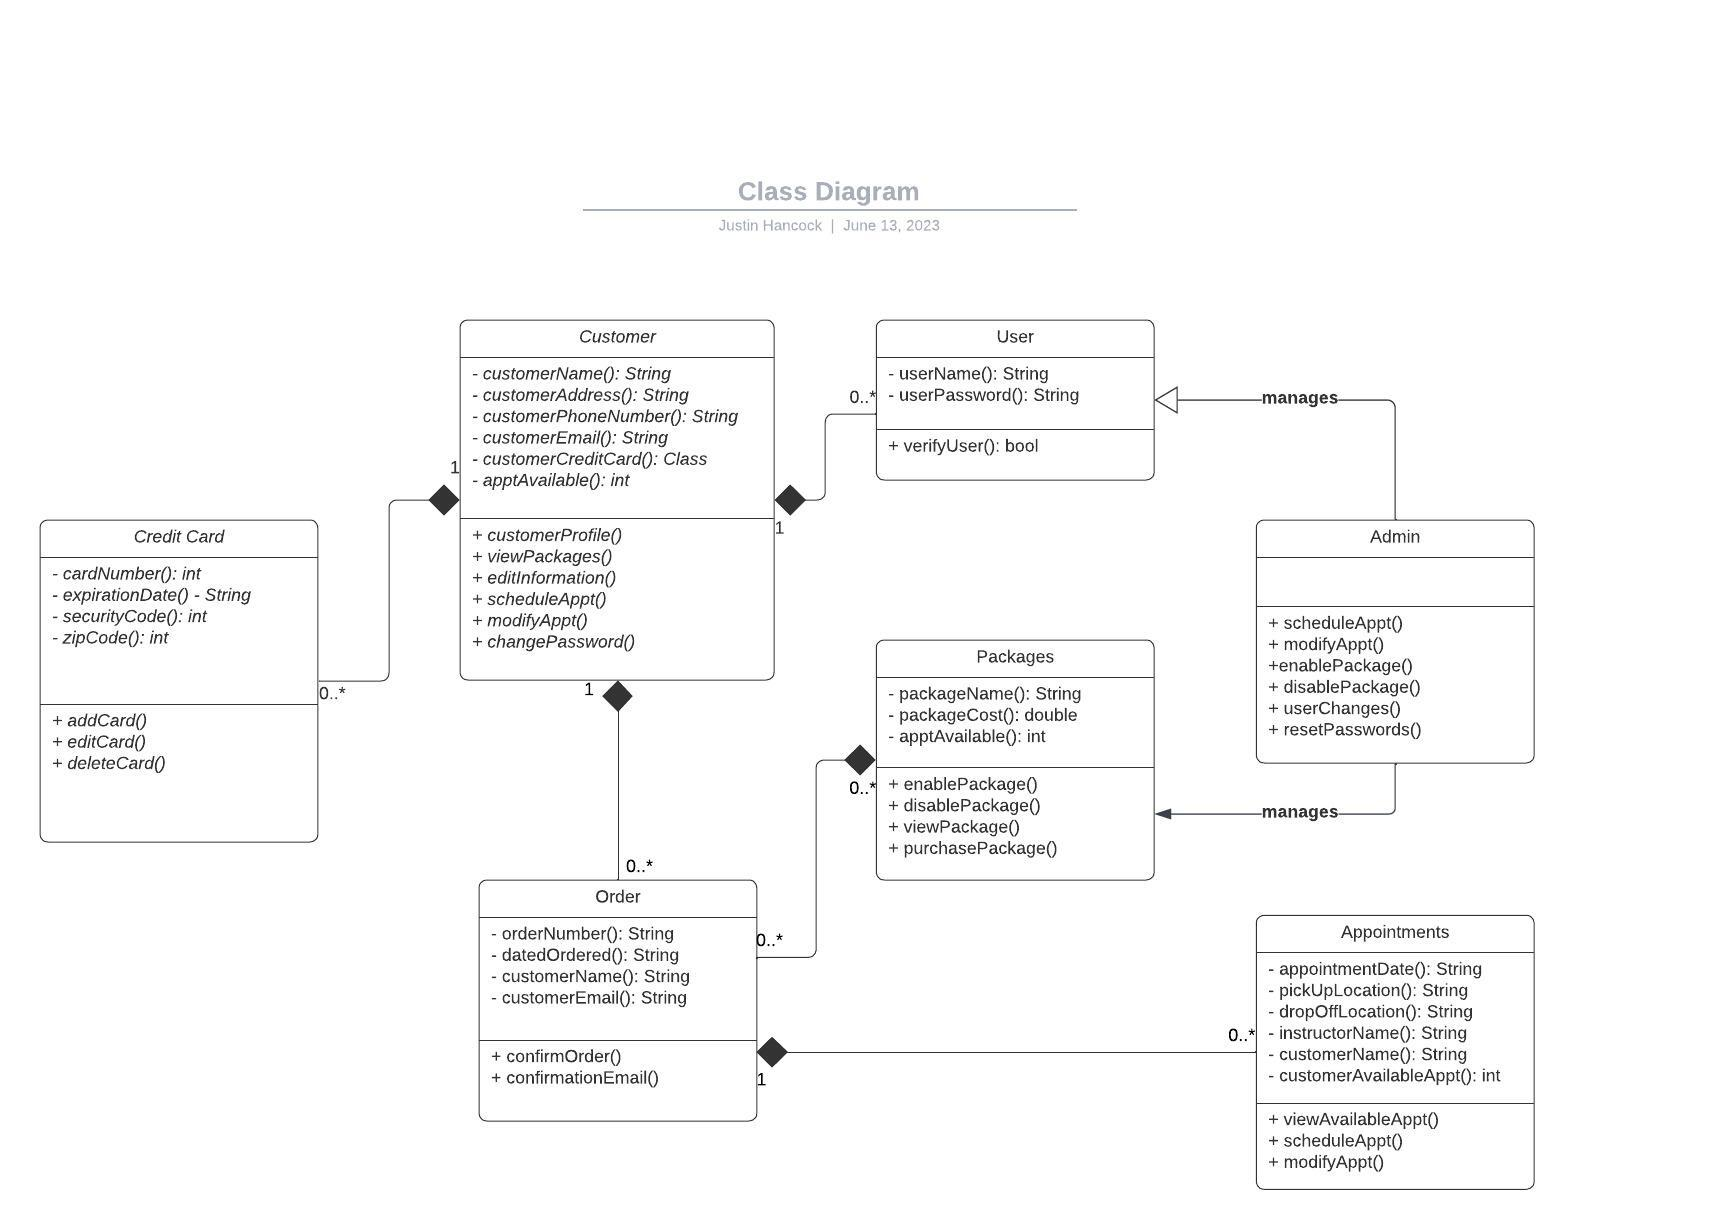 Class Diagram
Justin Hancock | June 13, 2023
Customer
- customerName(): String
- customerAddress(): String
- customerPhoneNumber(): String
- customerEmail(): String
- customerCreditCard(): Class
- apptAvailable(): int
+ customerProfile()
+ viewPackages()
+ editInformation()
+ scheduleAppt()
+ modifyAppt()
+ changePassword()
1
1
1
User
- userName(): String
- userPassword(): String
+ verifyUser(): bool
0..*
manages
Credit Card
- cardNumber(): int
- expirationDate() - String
- securityCode(): int
- zipCode(): int
+ addCard()
+ editCard()
+ deleteCard()
0..*
Admin
+ scheduleAppt()
+ modifyAppt()
+enablePackage()
+ disablePackage()
+ userChanges()
+ resetPasswords()
manages
Packages
- packageName(): String
- packageCost(): double
- apptAvailable(): int
+ enablePackage()
+ disablePackage()
+ viewPackage()
+ purchasePackage()
0..*
0..*
Order
- orderNumber(): String
- datedOrdered(): String
- customerName(): String
- customerEmail(): String
+ confirmOrder()
+ confirmationEmail()
0..*
1
0..*
Appointments
- appointmentDate(): String
- pickUpLocation(): String
- dropOffLocation(): String
- instructorName(): String
- customerName(): String
- customerAvailableAppt(): int
+ viewAvailableAppt()
+ scheduleAppt()
+ modifyAppt()